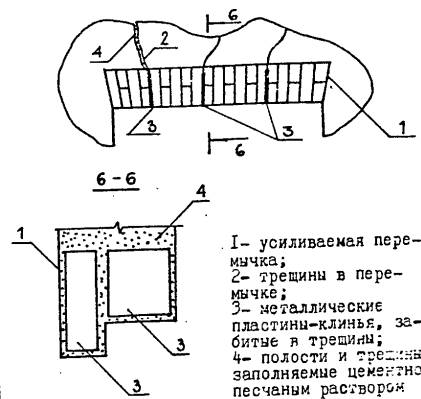 6
4
2
3
3
1
6
6-6
4
1
3
3
I- усиливаемая пере-
мычка;
2- трещины в пере-
мычке;
3- металлические
пластины-клинья, за-
битые в трещины;
4- полости и трещины
заполняемые цементно
песчаным раствором